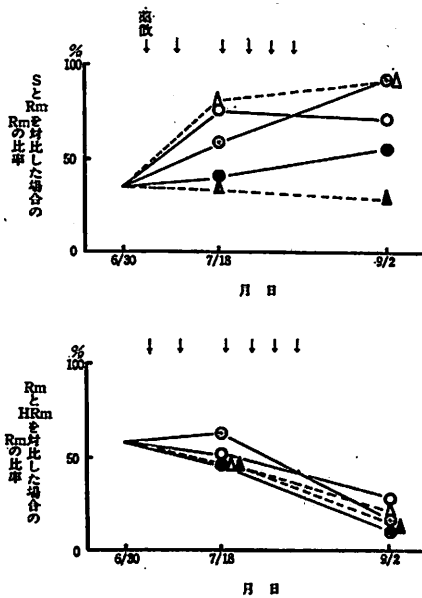 薬散
↓ ↓ ↓ ↓ ↓ ↓
%
100
50
0
SとRmを対比した場合の
Rmの比率
6/30 7/18 9/2
月 日
↓ ↓ ↓ ↓ ↓ ↓
%
100
50
0
RmとHRmを対比した場合の
Rmの比率
6/30 7/18 9/2
月 日